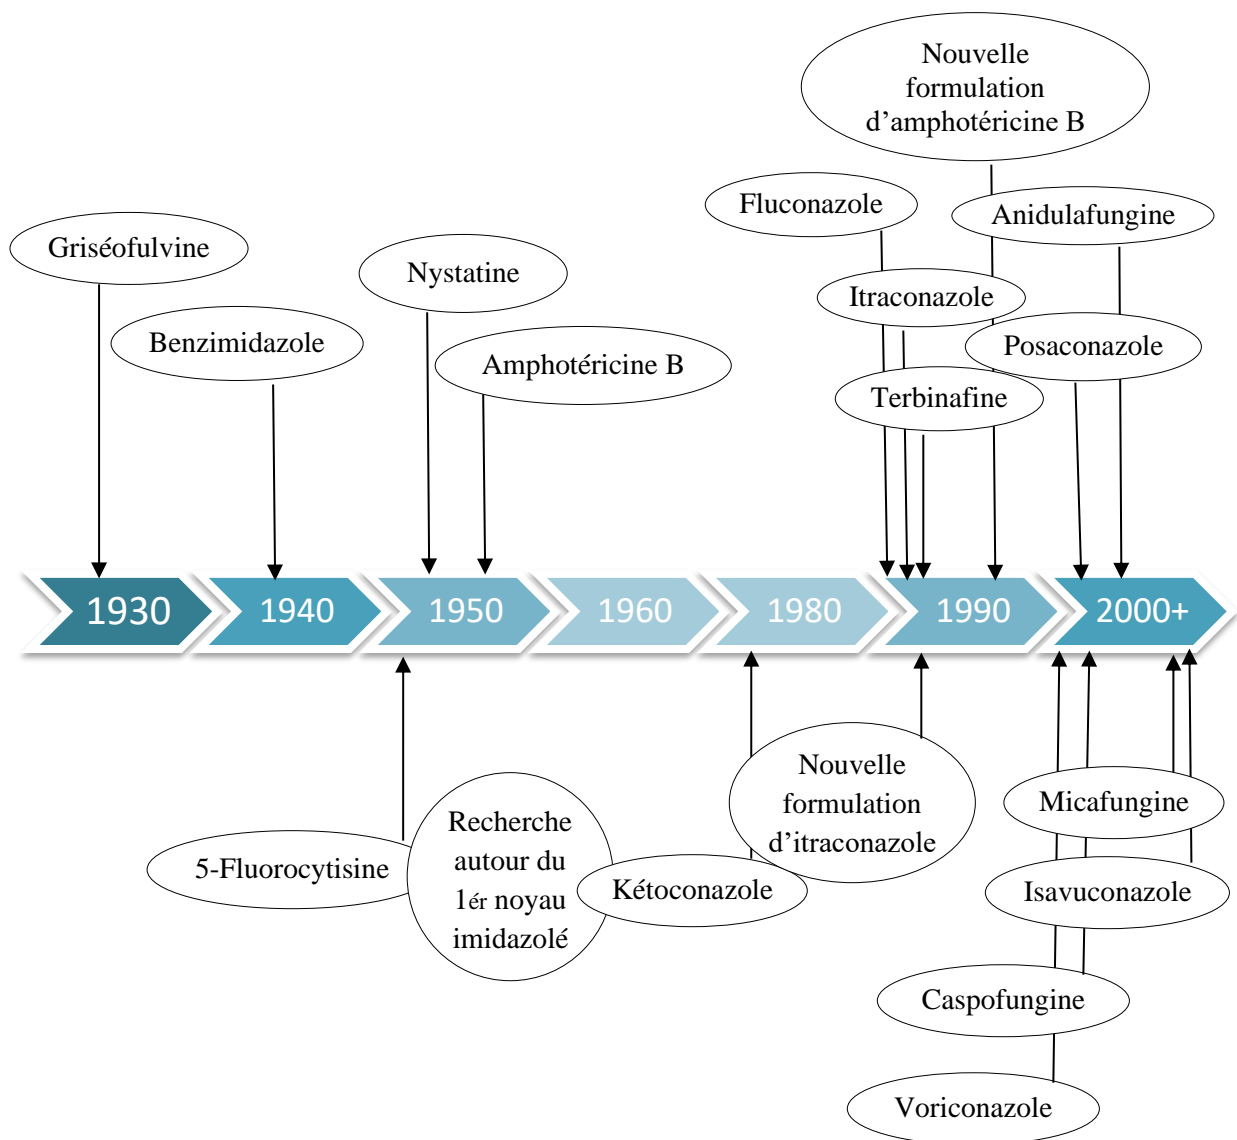 Nouvelle
formulation
d'amphotéricine B
Fluconazole
Anidulafungine
Griséofulvine
Nystatine
Itraconazole
Benzimidazole
Amphotéricine B
Posaconazole
Terbinafine
1930
1940
1950
1960
1980
1990
2000+
5-Fluorocytisine
Recherche
autour du
1ér noyau
imidazolé
Kétoconazole
Nouvelle
formulation
d'itraconazole
Micafungine
Isavuconazole
Caspofungine
Voriconazole